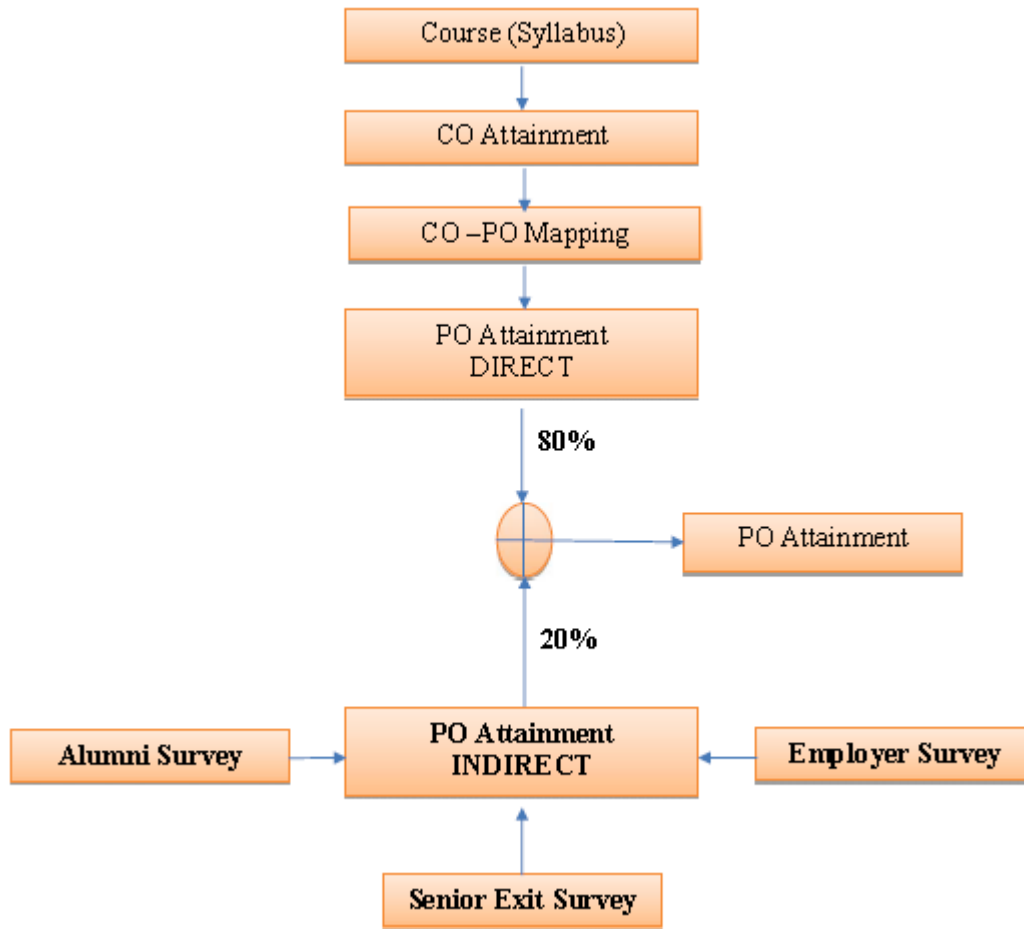 Course (Syllabus)
CO Attainment
CO –PO Mapping
PO Attainment
DIRECT
80%
PO Attainment
20%
PO Attainment
INDIRECT
Alumni Survey
Employer Survey
Senior Exit Survey